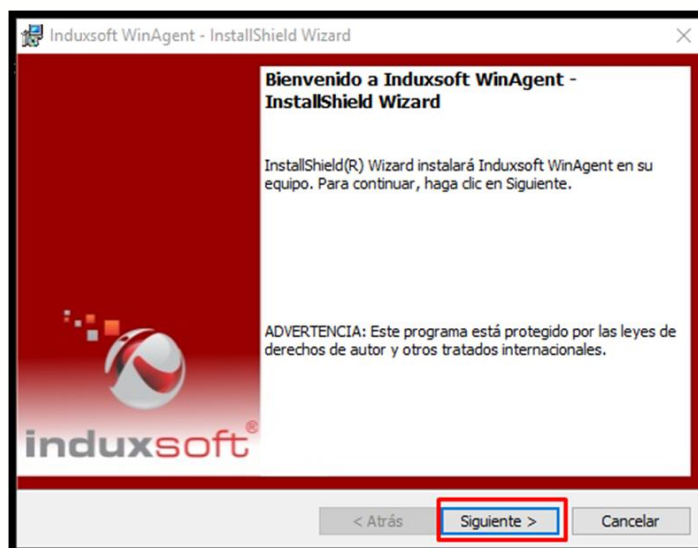 Induxsoft WinAgent - InstallShield Wizard
Bienvenido a Induxsoft WinAgent -
InstallShield Wizard
InstallShield(R) Wizard instalará Induxsoft WinAgent en su
equipo. Para continuar, haga clic en Siguiente.
ADVERTENCIA: Este programa está protegido por las leyes de
derechos de autor y otros tratados internacionales.
induxsoft®
< Atrás
Siguiente >
Cancelar